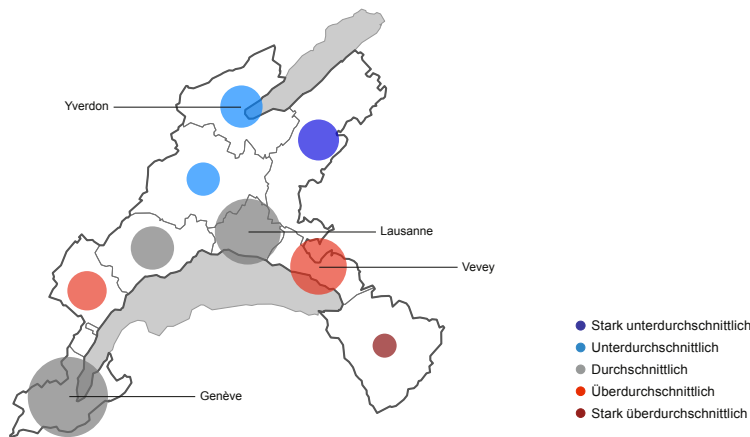 Yverdon
Lausanne
Vevey
Genève
Stark unterdurchschnittlich
Unterdurchschnittlich
Durchschnittlich
Überdurchschnittlich
Stark überdurchschnittlich